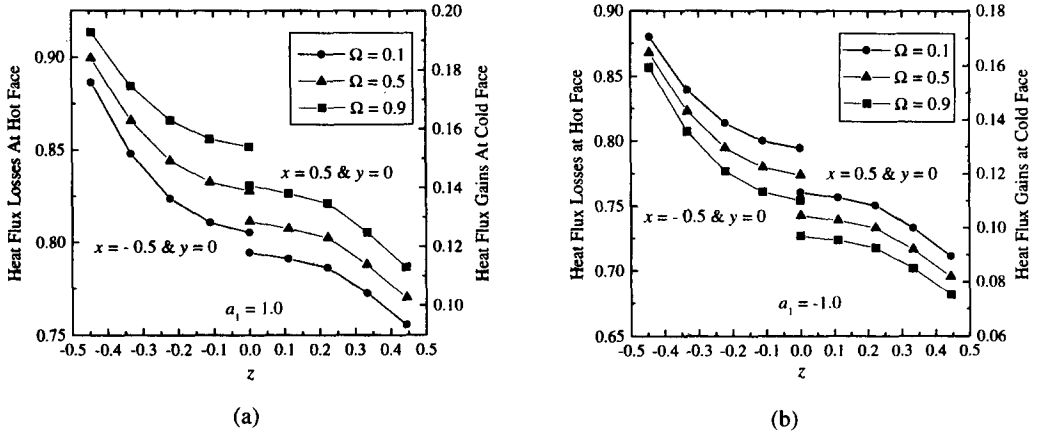 Heat Flux Losses At Hot Face
0.90
0.85
0.80
0.75
0.20
0.18
0.16
0.14
0.12
0.10
Heat Flux Gains At Cold Face
Ω = 0.1
Ω = 0.5
Ω = 0.9
x = 0.5 & y = 0
x = - 0.5 & y = 0
a1 = 1.0
-0.5 -0.4 -0.3 -0.2 -0.1 0.0 0.1 0.2 0.3 0.4 0.5
z
(a)
Heat Flux Losses at Hot Face
0.90
0.85
0.80
0.75
0.70
0.65
0.18
0.16
0.14
0.12
0.10
0.08
0.06
Heat Flux Gains at Cold Face
Ω = 0.1
Ω = 0.5
Ω = 0.9
x = 0.5 & y = 0
x = - 0.5 & y = 0
a1 = -1.0
-0.5 -0.4 -0.3 -0.2 -0.1 0.0 0.1 0.2 0.3 0.4 0.5
z
(b)